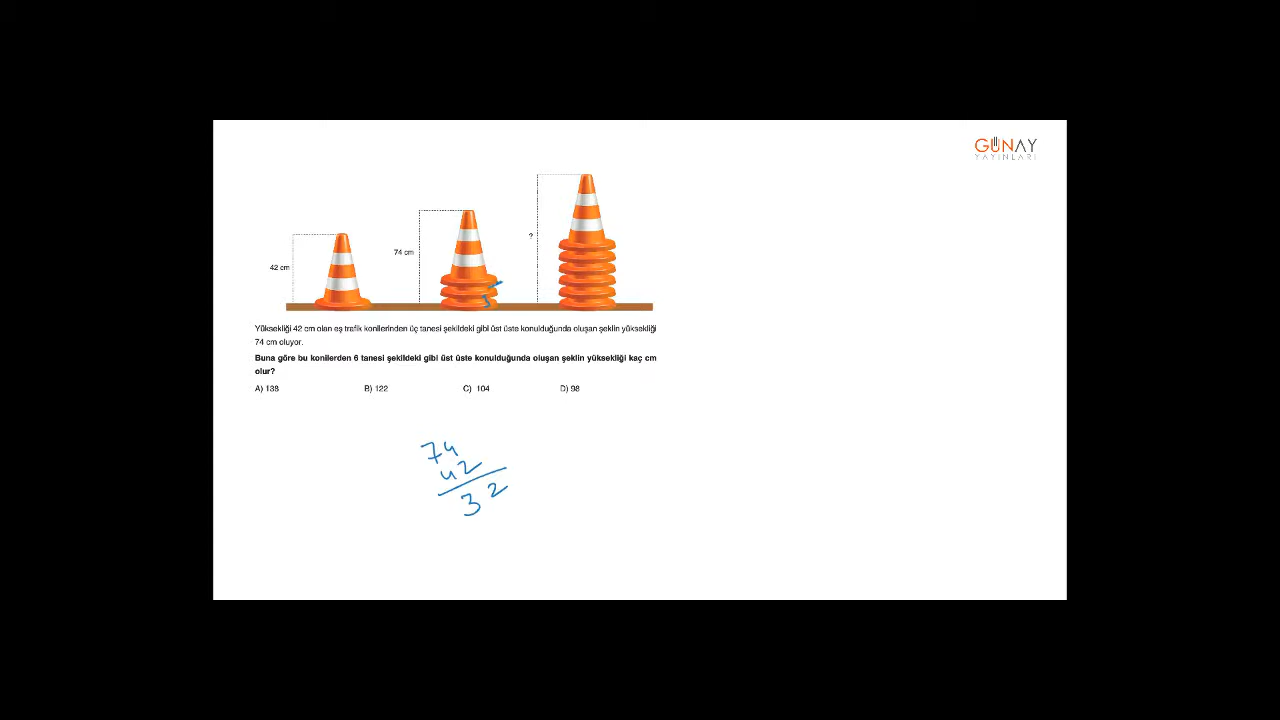 GÜNAY
YAYINLARI
42 cm
74 cm
?
Yüksekliği 42 cm olan eş trafik konilerinden üç tanesi şekildeki gibi üst üste konulduğunda oluşan şeklin yüksekliği
74 cm oluyor.
Buna göre bu konilerden 6 tanesi şekildeki gibi üst üste konulduğunda oluşan şeklin yüksekliği kaç cm
olur?
A) 138 B) 122 C) 104 D) 98
74
42
32